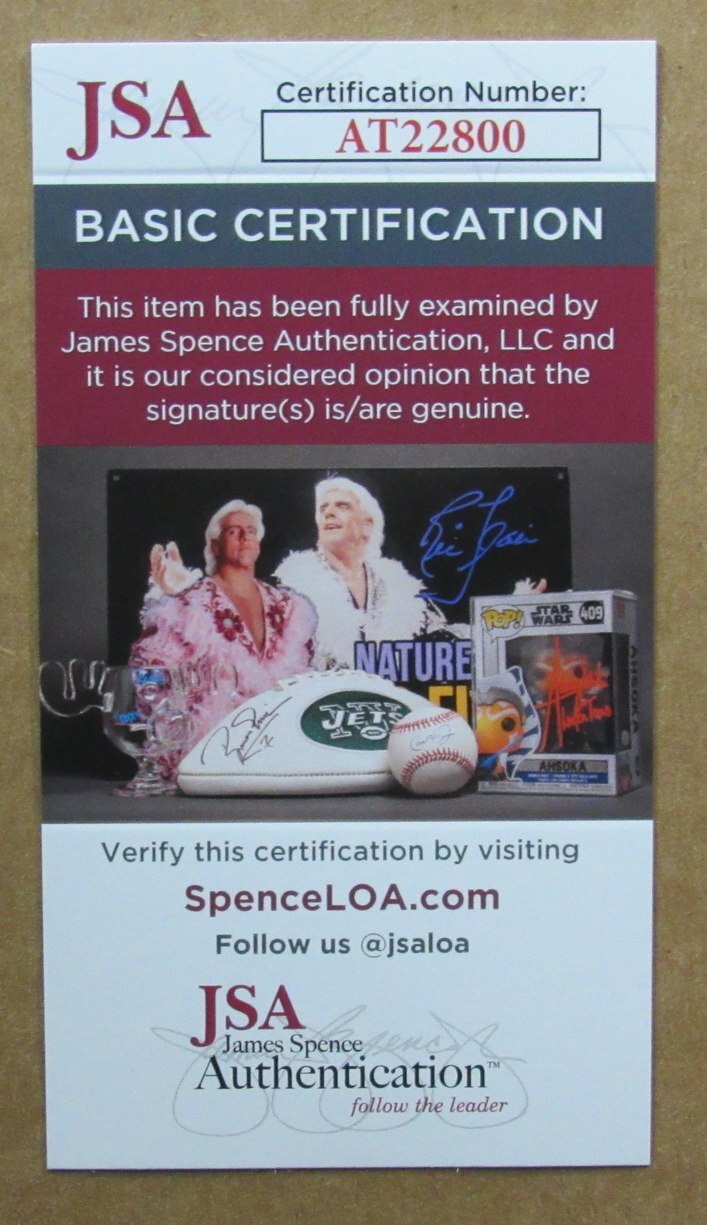 JSA
Certification Number:
AT22800
BASIC CERTIFICATION
This item has been fully examined by
James Spence Authentication, LLC and
it is our considered opinion that the
signature(s) is/are genuine.
NATURE
JETS
POP!
STAR
WARS
409
AHSOKA
Verify this certification by visiting
SpenceLOA.com
Follow us @jsaloa
JSA
James Spence
Authentication™
follow the leader